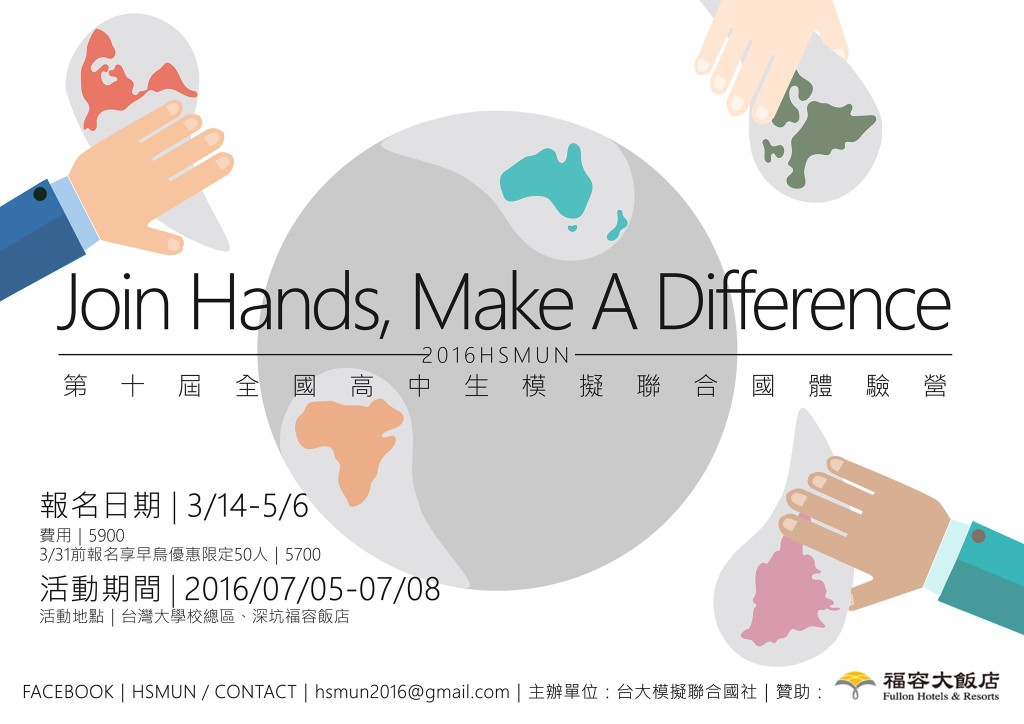 Join Hands, Make A Difference
2016HSMUN
第十屆全國高中生模擬聯合國體驗營
報名日期 | 3/14-5/6
費用 | 5900
3/31前報名享早鳥優惠限定50人 | 5700
活動期間 | 2016/07/05-07/08
活動地點 | 台灣大學校總區、深坑福容飯店
FACEBOOK | HSMUN / CONTACT | hsmun2016@gmail.com | 主辦單位：台大模擬聯合國社 | 贊助：
福容大飯店
Fullon Hotels & Resorts